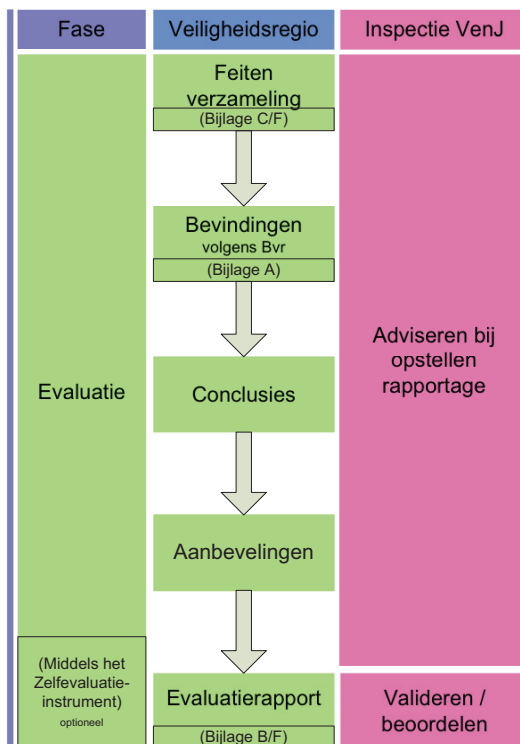 Fase
Veiligheidsregio
Inspectie VenJ
Feiten
verzameling
(Bijlage C/F)
Bevindingen
volgens Bvr
(Bijlage A)
Evaluatie
Conclusies
Adviseren bij
opstellen
rapportage
Aanbevelingen
(Middels het
Zelfevaluatie-
instrument)
optioneel
Evaluatierapport
(Bijlage B/F)
Valideren /
beoordelen